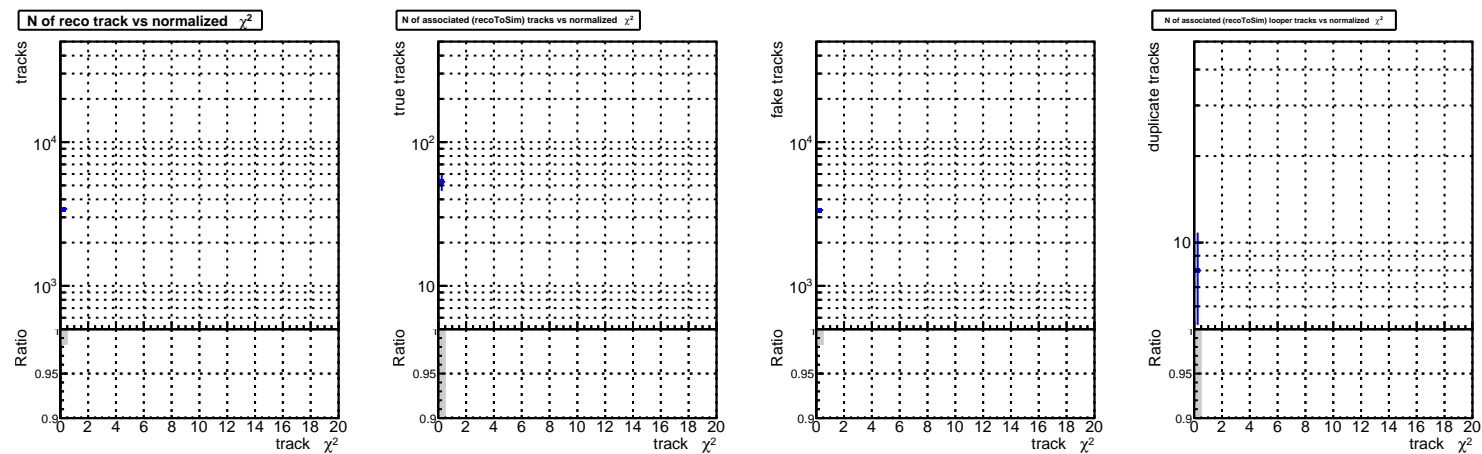 N of reco track vs normalized χ²
tracks
10⁴
10³
Ratio
1
0.95
0.9
0 2 4 6 8 10 12 14 16 18 20
track χ²
N of associated (recoToSim) tracks vs normalized χ²
true tracks
10²
10
Ratio
1
0.95
0.9
0 2 4 6 8 10 12 14 16 18 20
track χ²
fake tracks
10⁴
10³
Ratio
1
0.95
0.9
0 2 4 6 8 10 12 14 16 18 20
track χ²
N of associated (recoToSim) looper tracks vs normalized χ²
duplicate tracks
10
Ratio
1
0.95
0.9
0 2 4 6 8 10 12 14 16 18 20
track χ²